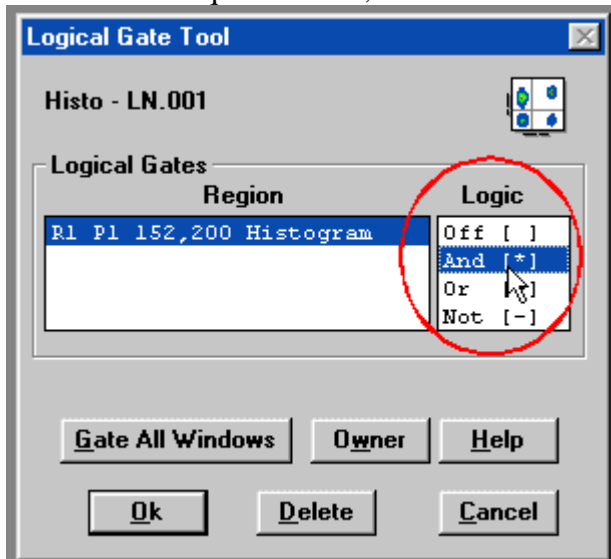 Logical Gate Tool
Histo - LN.001
Logical Gates
Region Logic
R1 P1 152,200 Histogram
Off [ ]
And [*]
Or
Not [-]
Gate All Windows Owner Help
Ok Delete Cancel